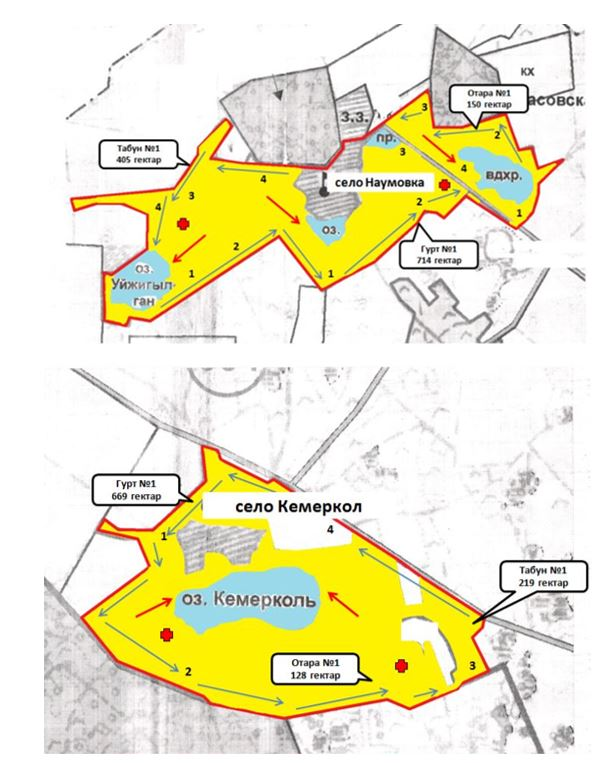 Отара №1
150 гектар
кх
асовска
3
2
з.з.
пр.
3
Табун №1
405 гектар
4
4
село Наумовка
вдхр.
3
4
2
1
оз.
Гурт №1
714 гектар
оз.
Уйжигыл-
ган
1
2
1
Гурт №1
669 гектар
село Кемеркол
1
4
Табун №1
219 гектар
оз. Кемерколь
Отара №1
128 гектар
2
3